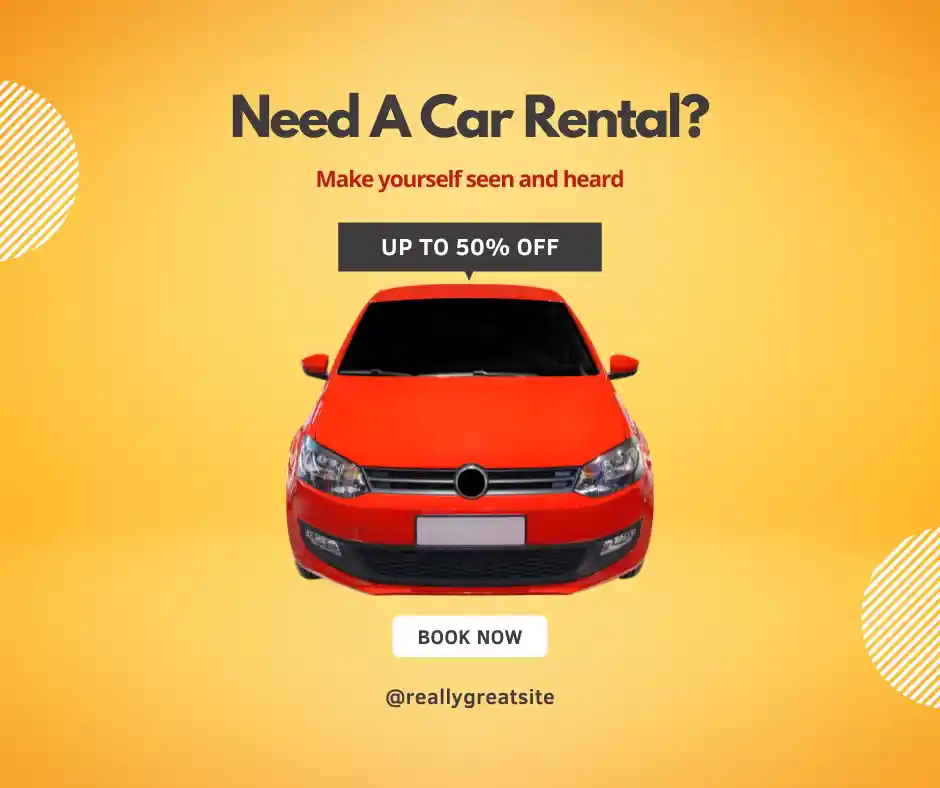 Need A Car Rental?
Make yourself seen and heard
UP TO 50% OFF
BOOK NOW
@reallygreatsite